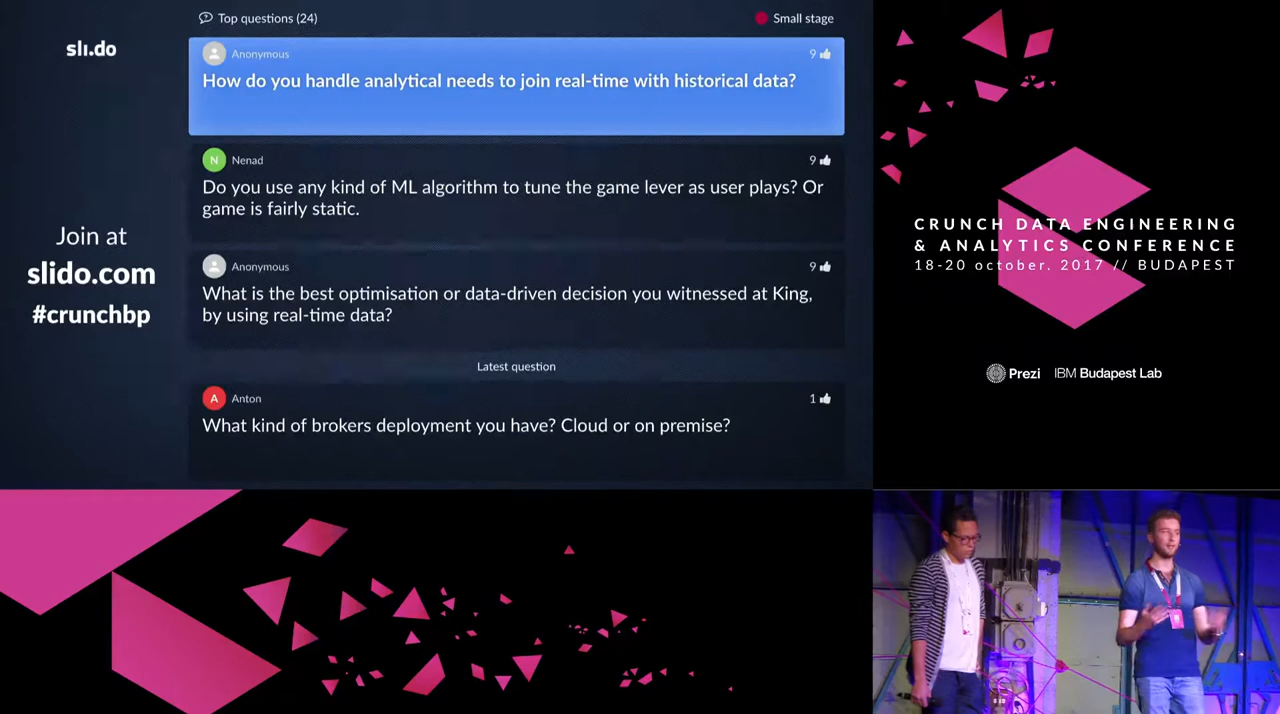 sli.do
Join at
slido.com
#crunchbp
Top questions (24)
Small stage
Anonymous
9
How do you handle analytical needs to join real-time with historical data?
N
Nenad
9
Do you use any kind of ML algorithm to tune the game lever as user plays? Or
game is fairly static.
Anonymous
9
What is the best optimisation or data-driven decision you witnessed at King,
by using real-time data?
Latest question
A
Anton
1
What kind of brokers deployment you have? Cloud or on premise?
CRUNCH DATA ENGINEERING
& ANALYTICS CONFERENCE
18-20 october. 2017 // BUDAPEST
Prezi
IBM Budapest Lab